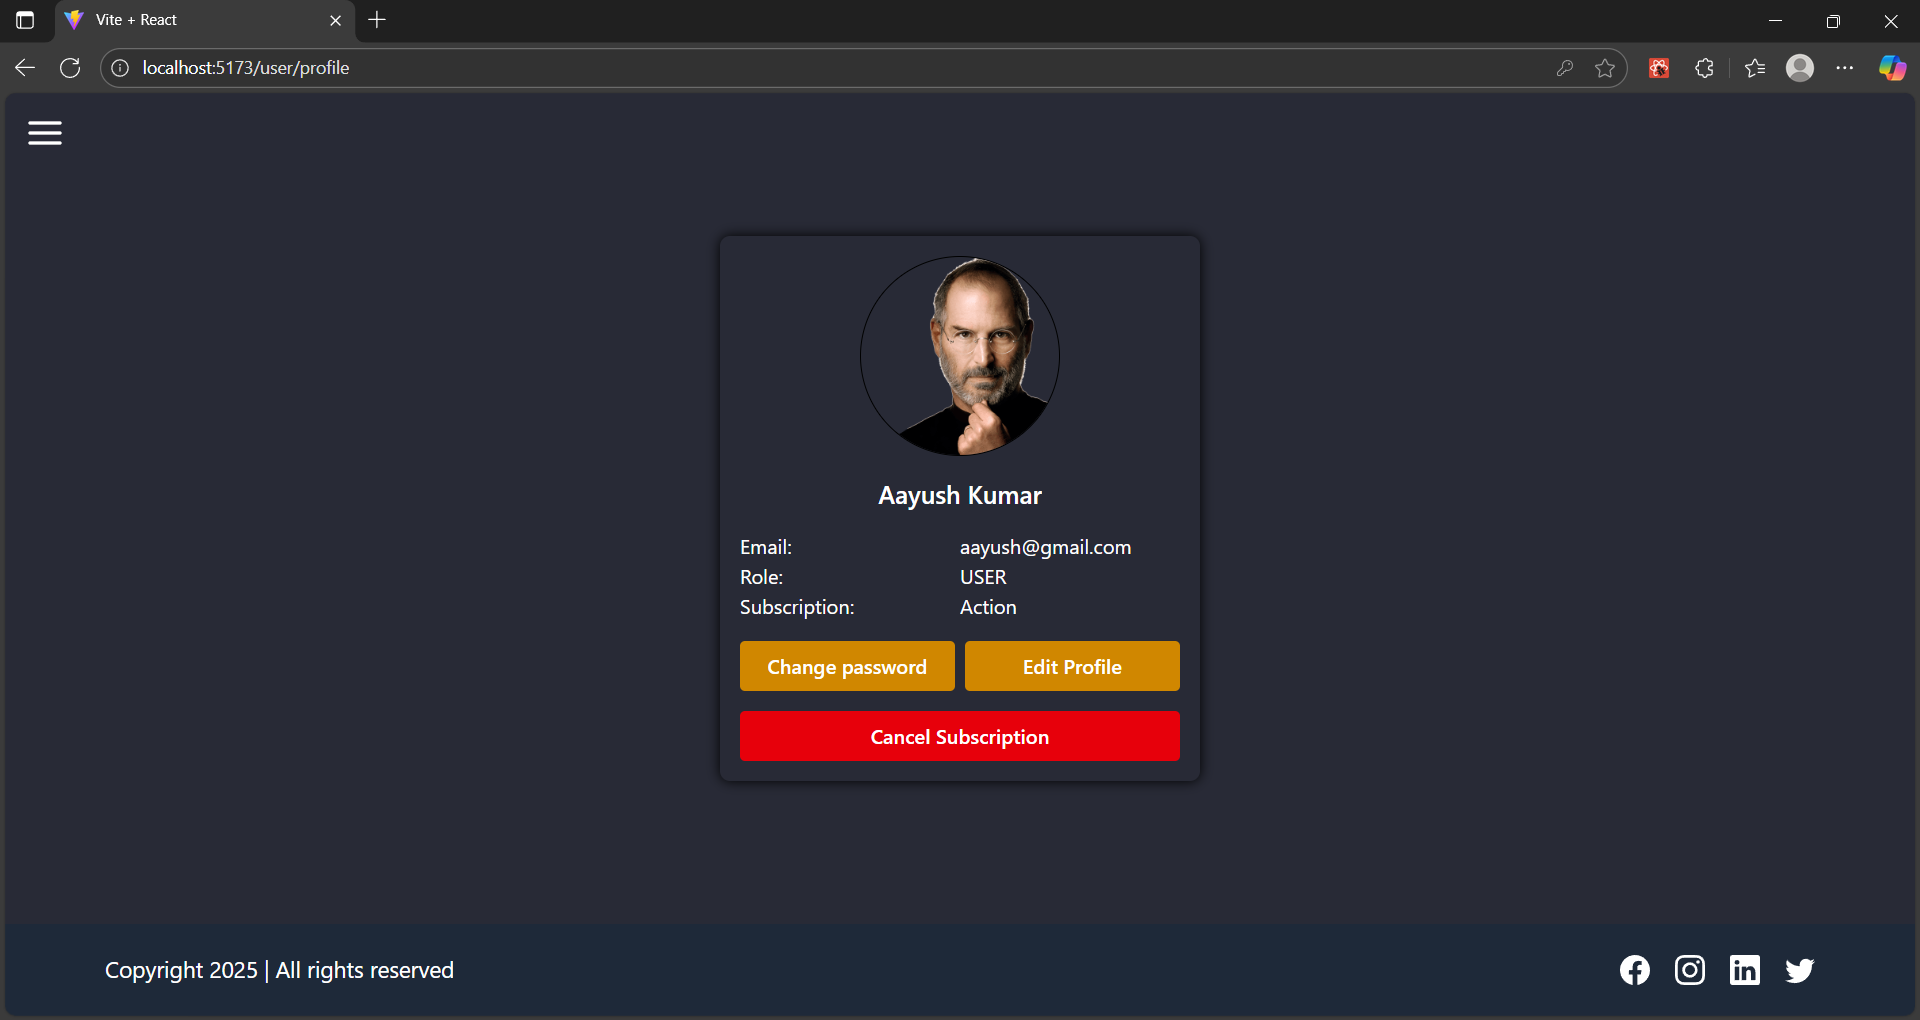 Vite + React
localhost:5173/user/profile
Aayush Kumar
Email: aayush@gmail.com
Role: USER
Subscription: Action
Change password Edit Profile
Cancel Subscription
Copyright 2025 | All rights reserved